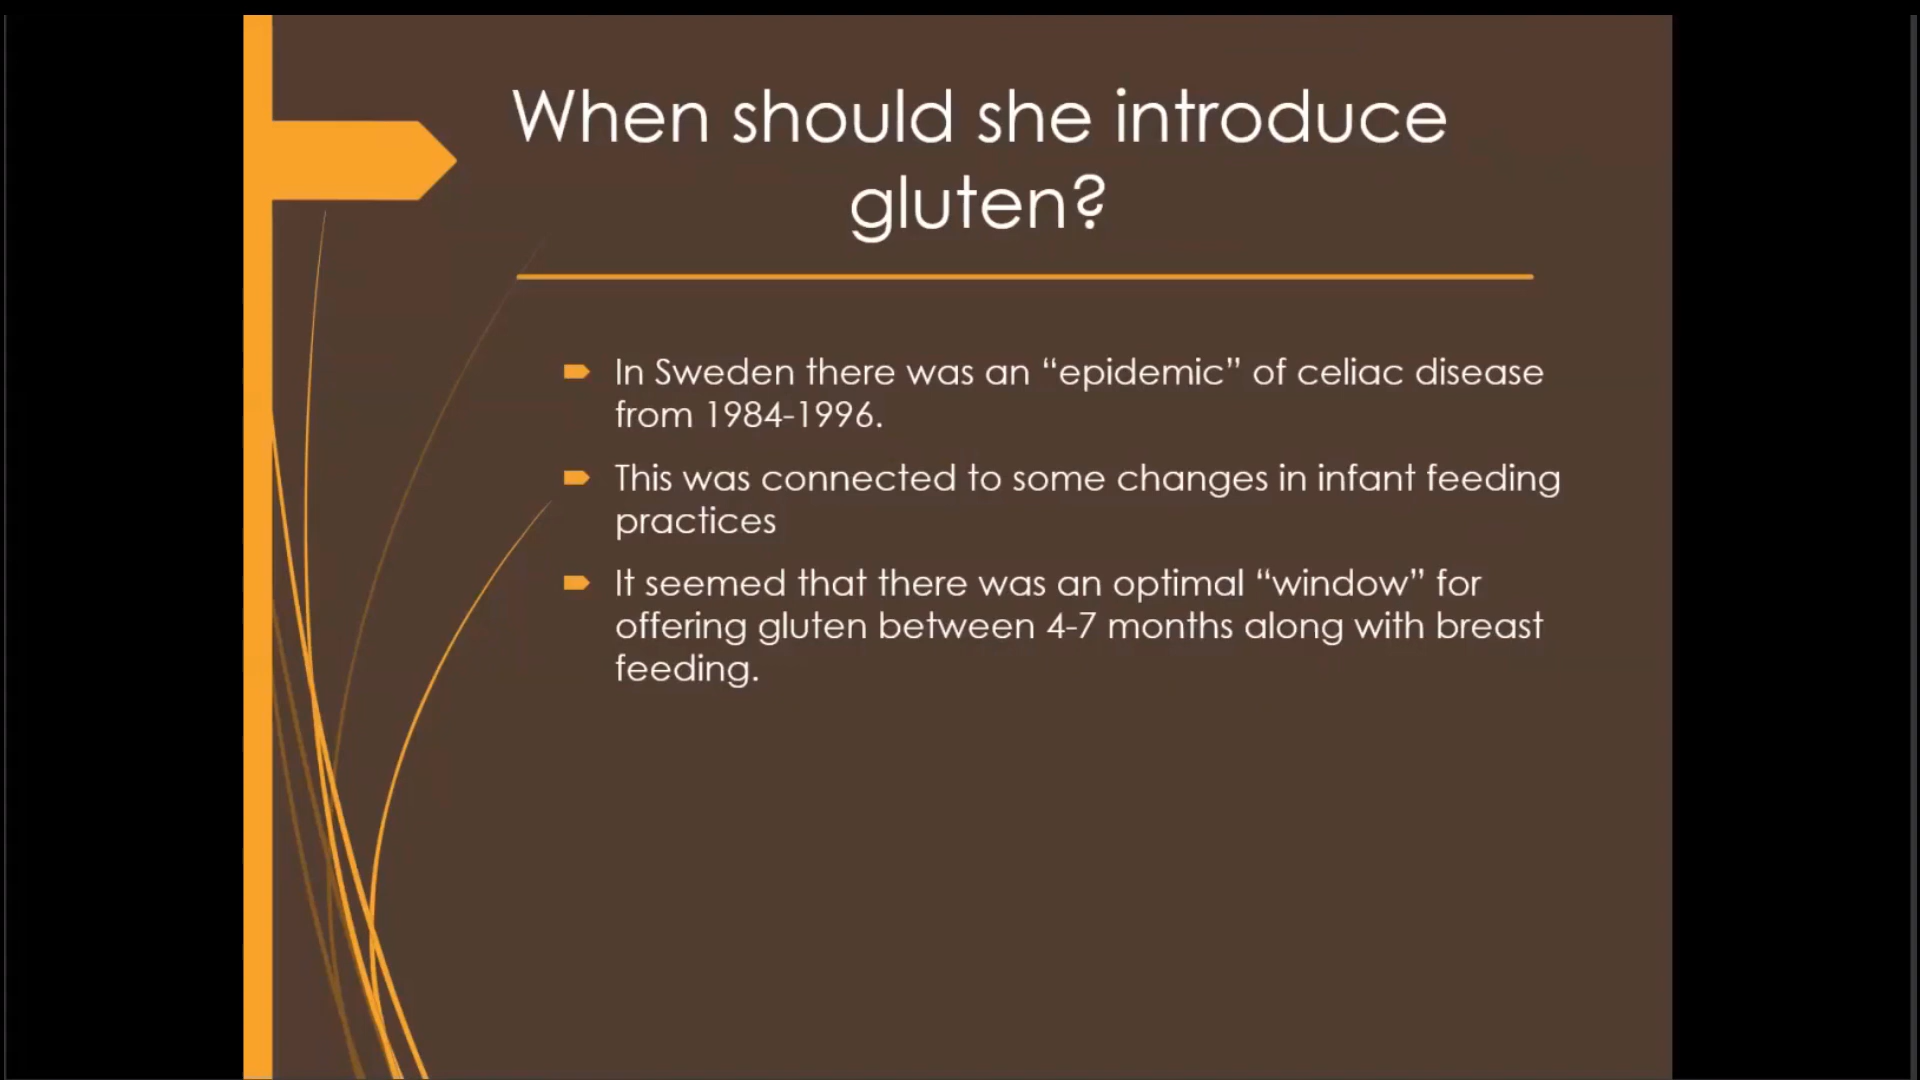 When should she introduce
gluten?
In Sweden there was an “epidemic” of celiac disease
from 1984-1996.
This was connected to some changes in infant feeding
practices
It seemed that there was an optimal “window” for
offering gluten between 4-7 months along with breast
feeding.